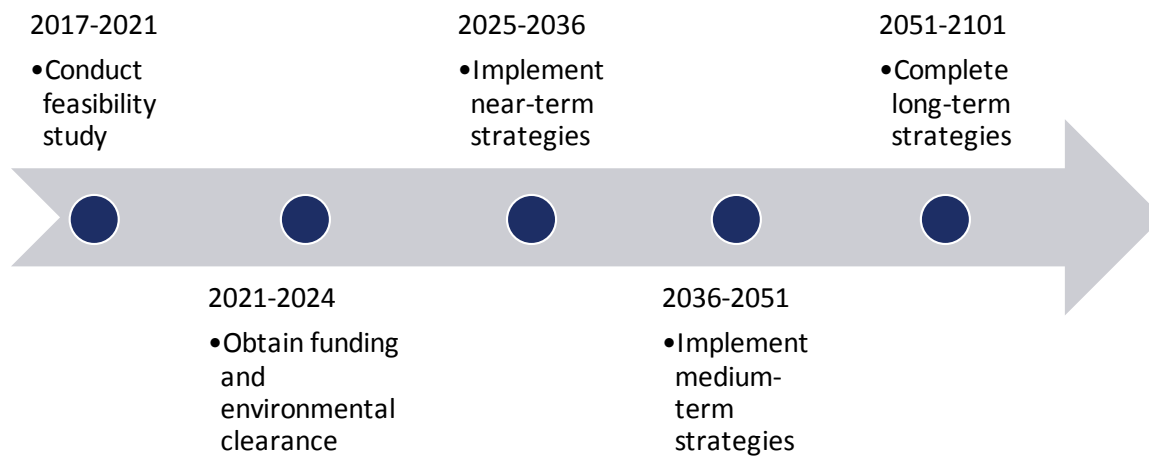 2017-2021
•Conduct
feasibility
study
2021-2024
•Obtain funding
and
environmental
clearance
2025-2036
•Implement
near-term
strategies
2036-2051
•Implement
medium-
term
strategies
2051-2101
•Complete
long-term
strategies